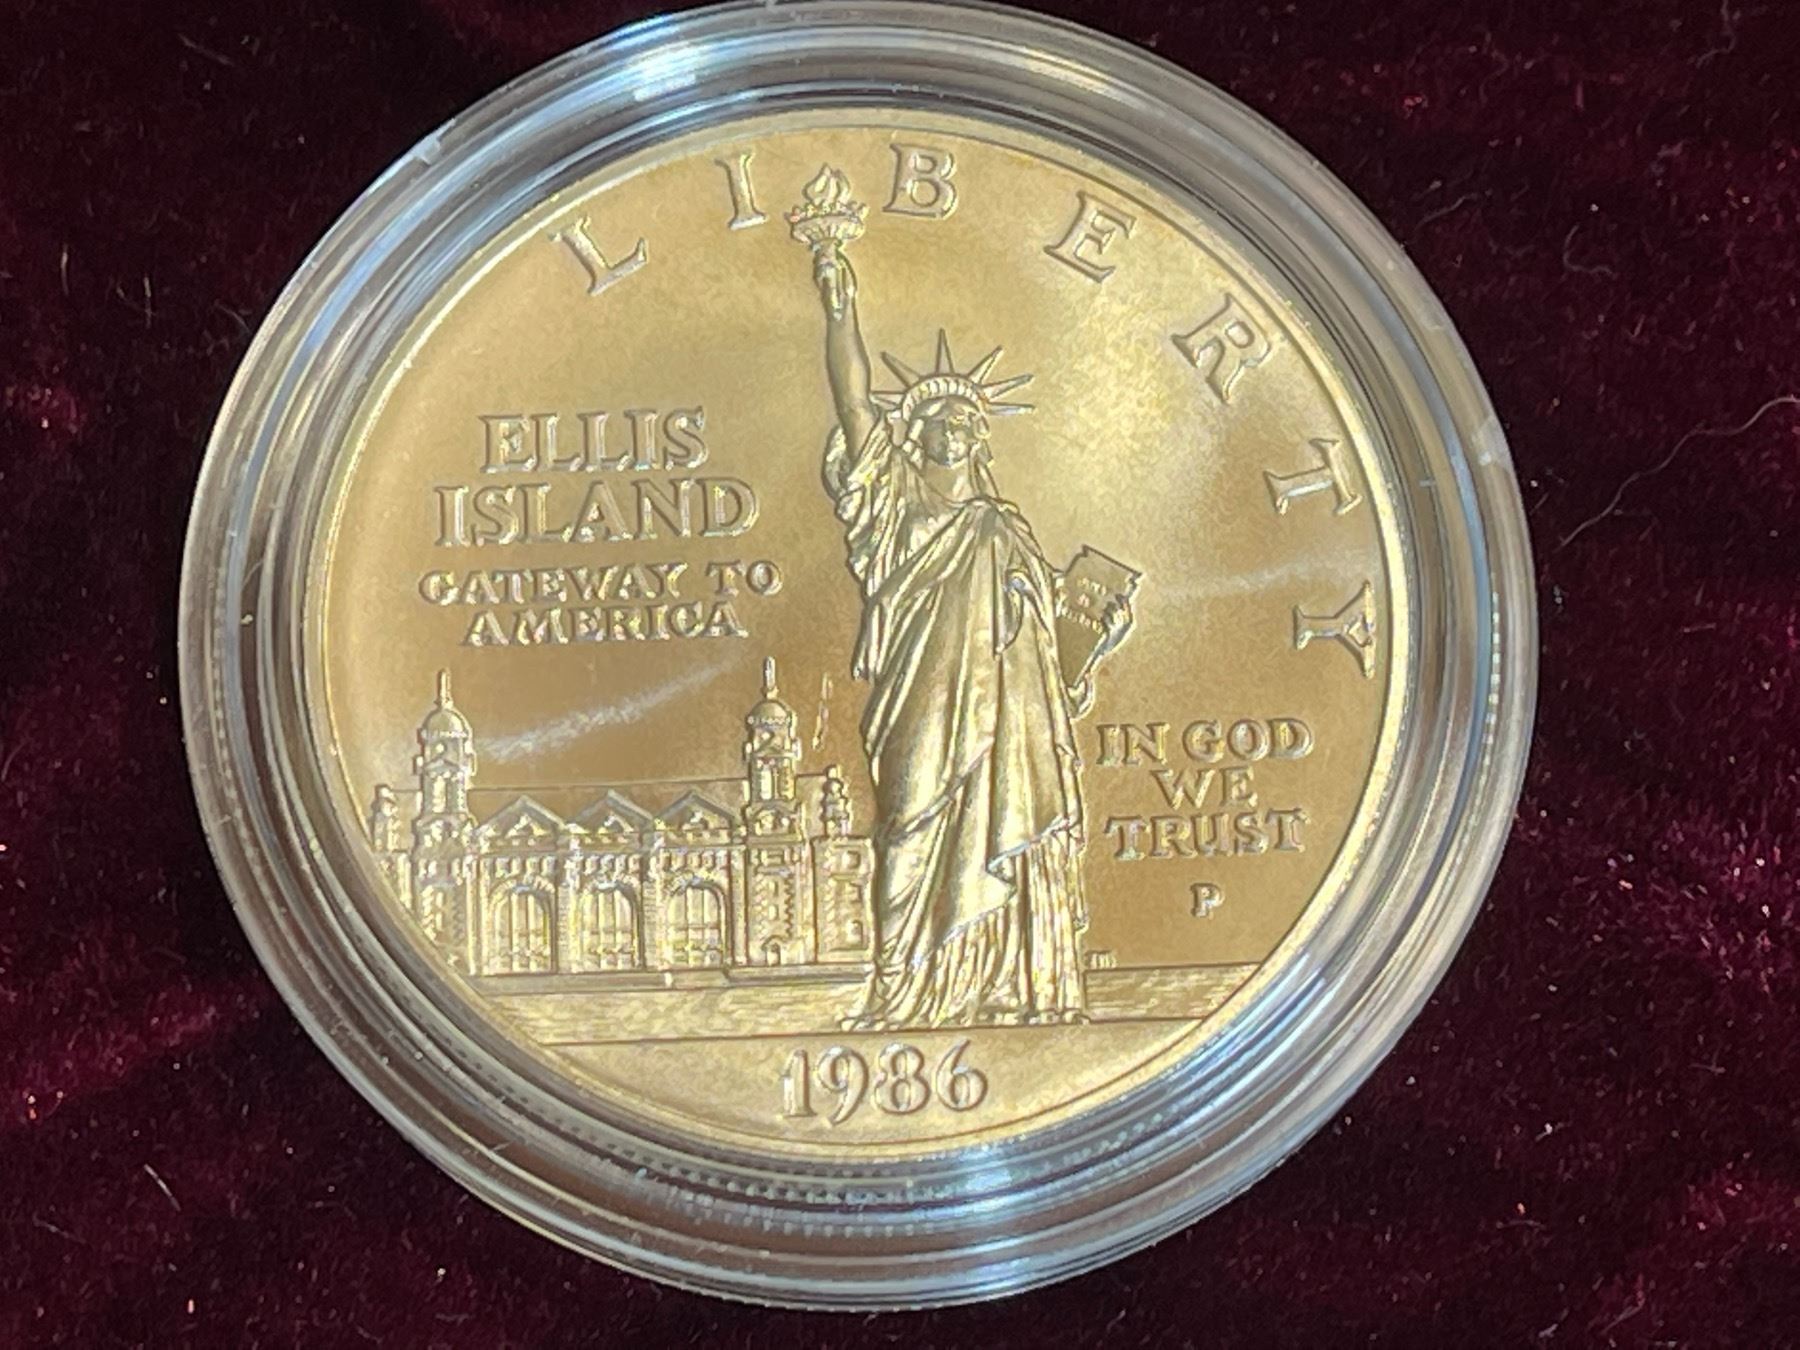 LIBERTY
ELLIS
ISLAND
GATEWAY TO
AMERICA
IN GOD
WE
TRUST
P
1986